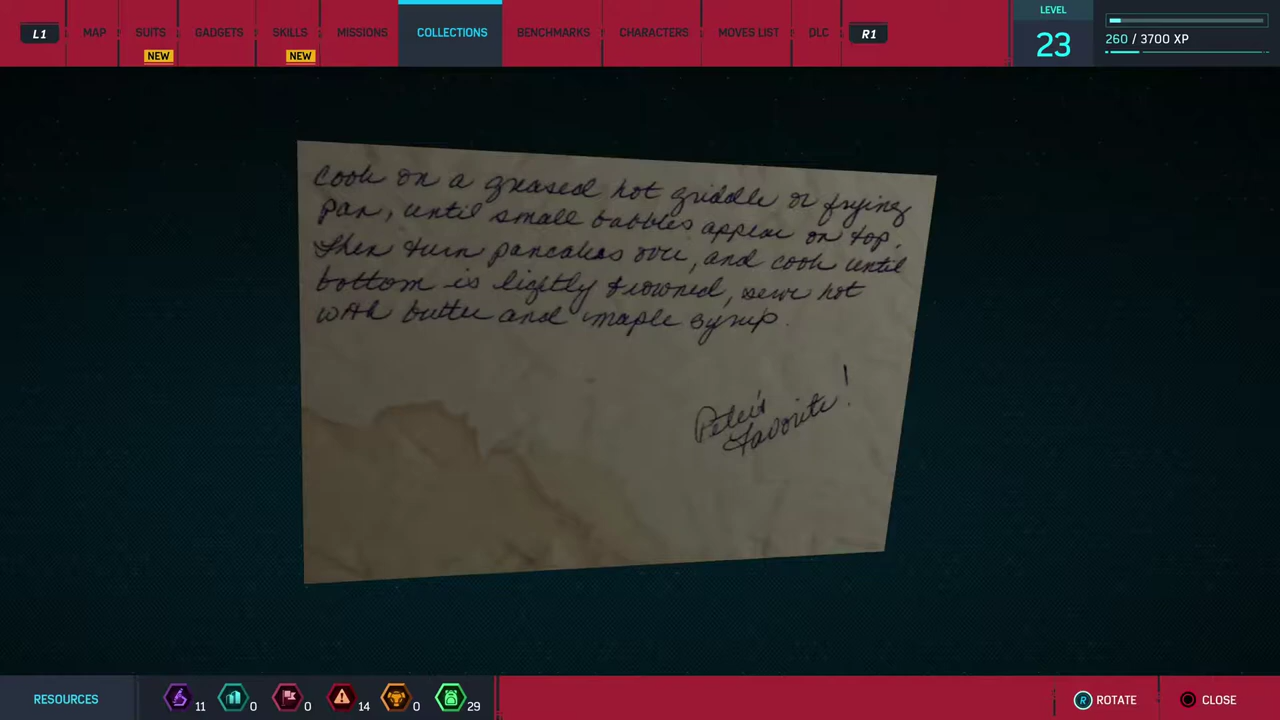 L1 MAP SUITS GADGETS SKILLS MISSIONS COLLECTIONS BENCHMARKS CHARACTERS MOVES LIST DLC R1
NEW NEW
LEVEL
23
260 / 3700 XP
Cook on a greased hot griddle or frying
pan, until small bubbles appear on top.
Then turn pancakes over, and cook until
bottom is lightly browned, serve hot
with butter and maple syrup.
Peter's
favorite!
RESOURCES 11 0 0 14 0 29
R ROTATE CLOSE